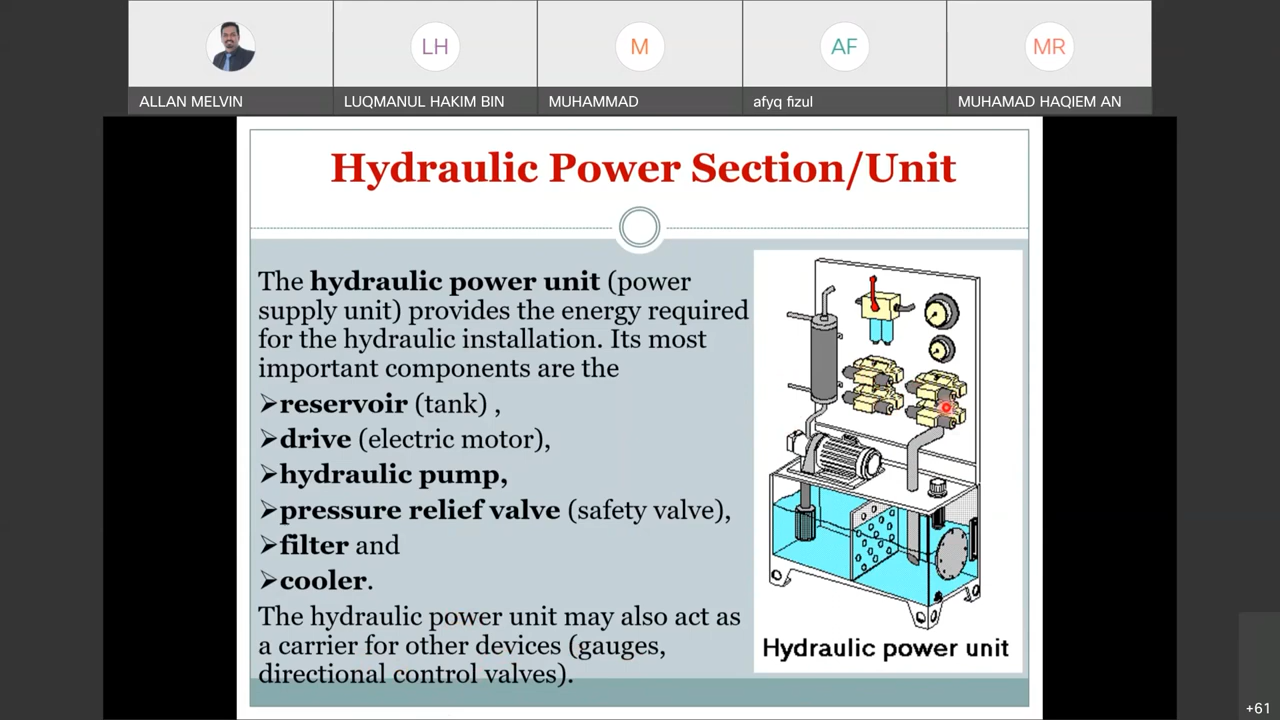 LH
M
AF
MR
ALLAN MELVIN
LUQMANUL HAKIM BIN
MUHAMMAD
afyq fizul
MUHAMAD HAQIEM AN
Hydraulic Power Section/Unit
The hydraulic power unit (power
supply unit) provides the energy required
for the hydraulic installation. Its most
important components are the
➢reservoir (tank) ,
➢drive (electric motor),
➢hydraulic pump,
➢pressure relief valve (safety valve),
➢filter and
➢cooler.
The hydraulic power unit may also act as
a carrier for other devices (gauges,
directional control valves).
Hydraulic power unit
+61